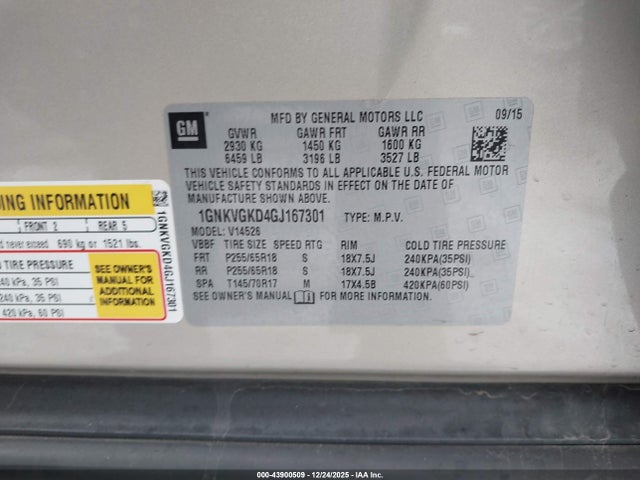 GM
MFD BY GENERAL MOTORS LLC
09/15
GVWR GAWR FRT GAWR RR
2930 KG 1450 KG 1600 KG
6459 LB 3196 LB 3527 LB
THIS VEHICLE CONFORMS TO ALL APPLICABLE U.S. FEDERAL MOTOR
VEHICLE SAFETY STANDARDS IN EFFECT ON THE DATE OF
MANUFACTURE SHOWN ABOVE.
1GNKVGKD4GJ167301 TYPE: M.P.V.
MODEL: V14526
VBBF TIRE SIZE SPEED RTG RIM COLD TIRE PRESSURE
FRT P255/65R18 S 18X7.5J 240KPA(35PSI)
RR P255/65R18 S 18X7.5J 240KPA(35PSI)
SPA T145/70R17 M 17X4.5B 420KPA(60PSI)
SEE OWNER'S MANUAL FOR MORE INFORMATION
DING INFORMATION
FRONT 2 REAR 5
never exceed 690 kg or 1521 lbs.
TIRE PRESSURE
kPa, 35 PSI
240 kPa, 35 PSI
420 kPa, 60 PSI
SEE OWNER'S
MANUAL FOR
ADDITIONAL
INFORMATION
1GNKVGKD4GJ167301
000-43900509 • 12/24/2025 • IAA Inc.